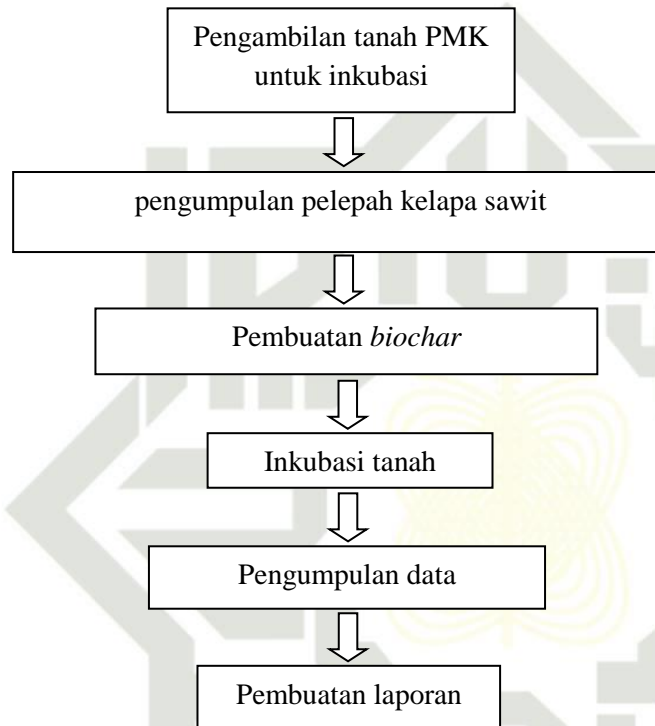 Pengambilan tanah PMK
untuk inkubasi
pengumpulan pelepah kelapa sawit
Pembuatan biochar
Inkubasi tanah
Pengumpulan data
Pembuatan laporan